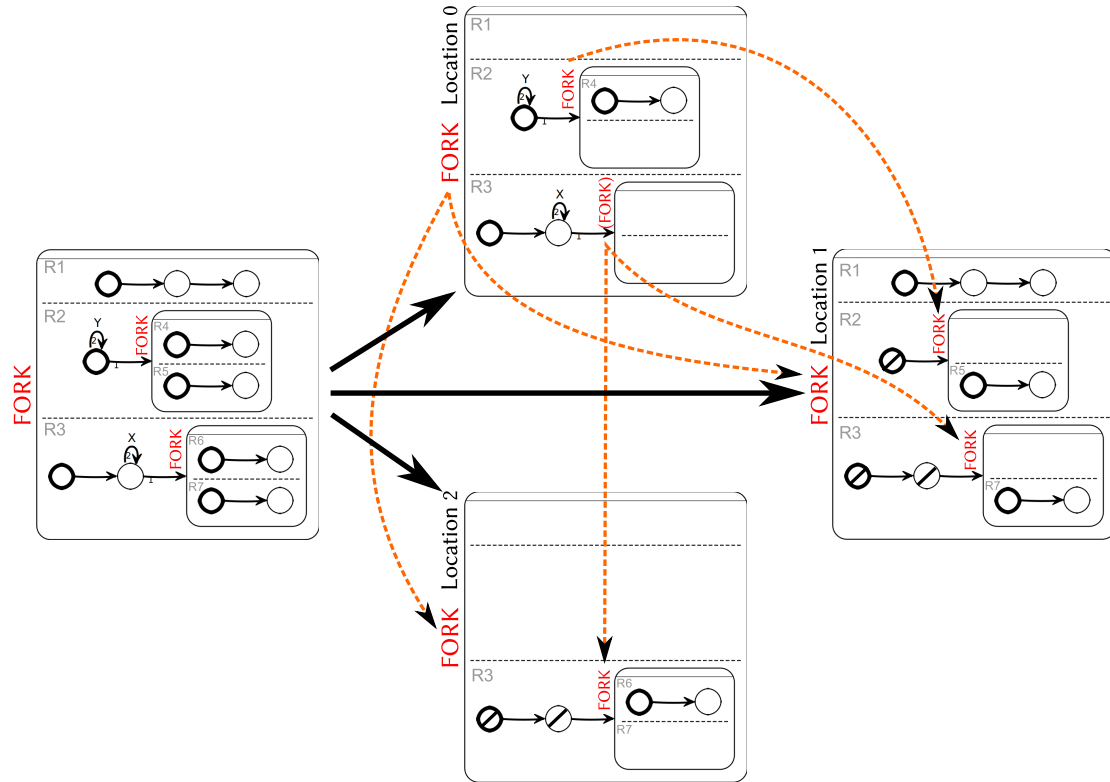 FORK
R1
R2
Y
2
1
FORK
R4
R5
R3
X
2
1
FORK
R6
R7
Location 0
FORK
R1
R2
Y
2
1
FORK
R4
R3
X
2
1
(FORK)
Location 1
FORK
R1
R2
FORK
R5
R3
FORK
R7
Location 2
FORK
R3
FORK
R6
R7